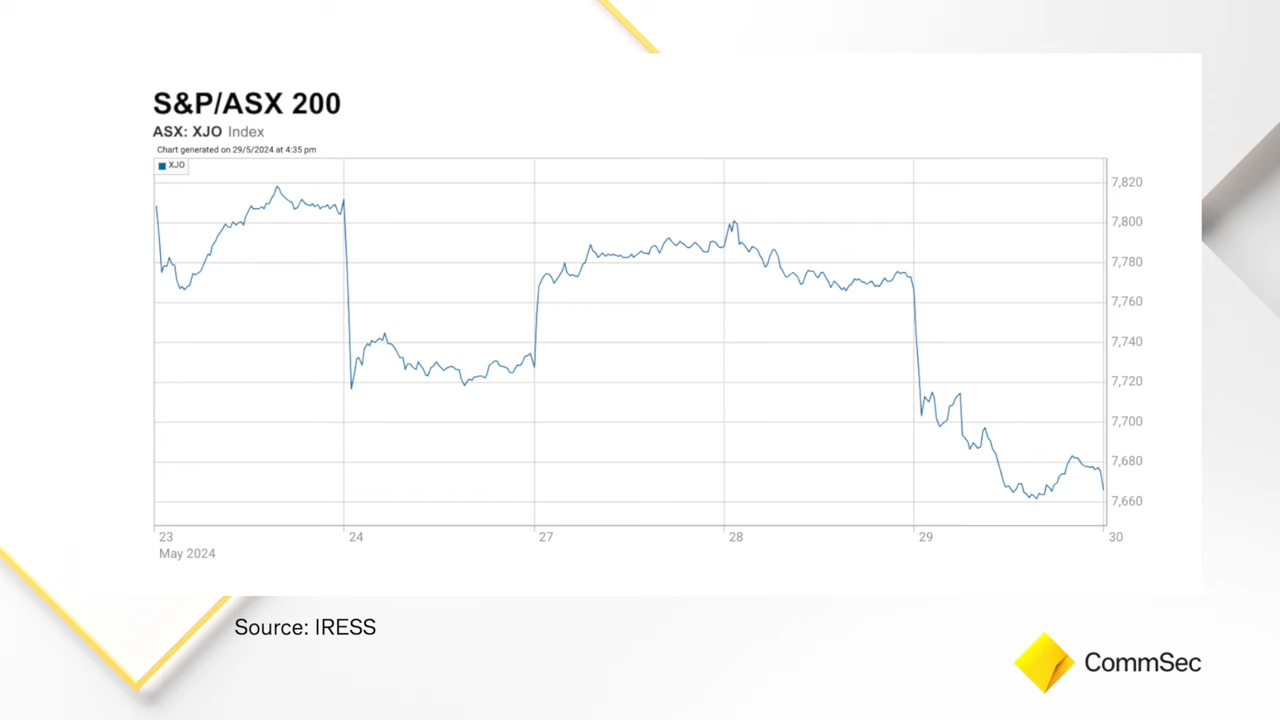 S&P/ASX 200
ASX: XJO Index
Chart generated on 29/5/2024 at 4:35 pm
XJO
7,820
7,800
7,780
7,760
7,740
7,720
7,700
7,680
7,660
23 24 27 28 29 30
May 2024
Source: IRESS
CommSec